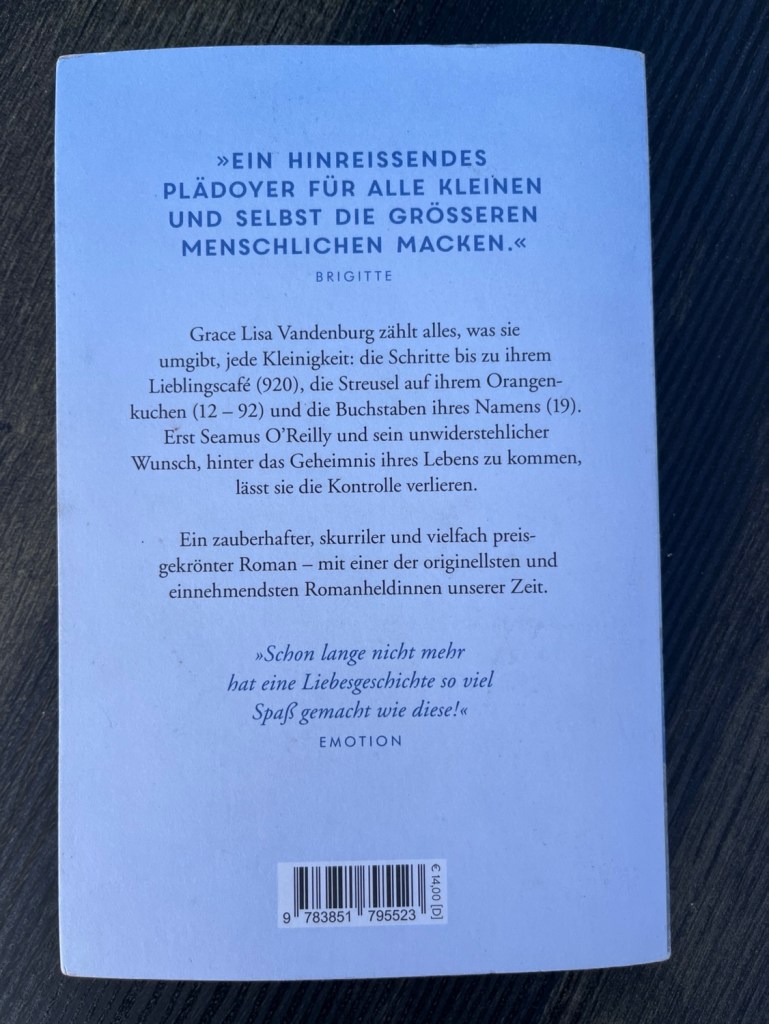 »EIN HINREISSENDES
PLÄDOYER FÜR ALLE KLEINEN
UND SELBST DIE GRÖSSEREN
MENSCHLICHEN MACKEN.«
BRIGITTE
Grace Lisa Vandenburg zählt alles, was sie
umgibt, jede Kleinigkeit: die Schritte bis zu ihrem
Lieblingscafé (920), die Streusel auf ihrem Orangen-
kuchen (12 – 92) und die Buchstaben ihres Namens (19).
Erst Seamus O’Reilly und sein unwiderstehlicher
Wunsch, hinter das Geheimnis ihres Lebens zu kommen,
lässt sie die Kontrolle verlieren.
Ein zauberhafter, skurriler und vielfach preis-
gekrönter Roman – mit einer der originellsten und
einnehmendsten Romanheldinnen unserer Zeit.
»Schon lange nicht mehr
hat eine Liebesgeschichte so viel
Spaß gemacht wie diese!«
EMOTION
€ 14,00 [D]
9 783851 795523